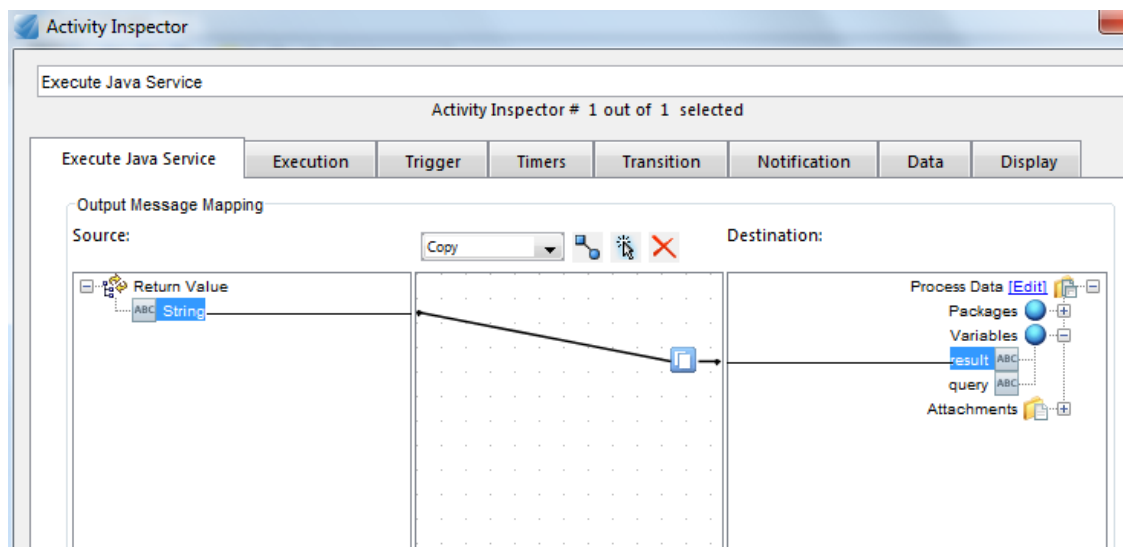 Activity Inspector
Execute Java Service
Activity Inspector # 1 out of 1 selected
Execute Java Service Execution Trigger Timers Transition Notification Data Display
Output Message Mapping
Source: Copy Destination:
Return Value Process Data [Edit]
ABC String Packages
Variables
result ABC
query ABC
Attachments